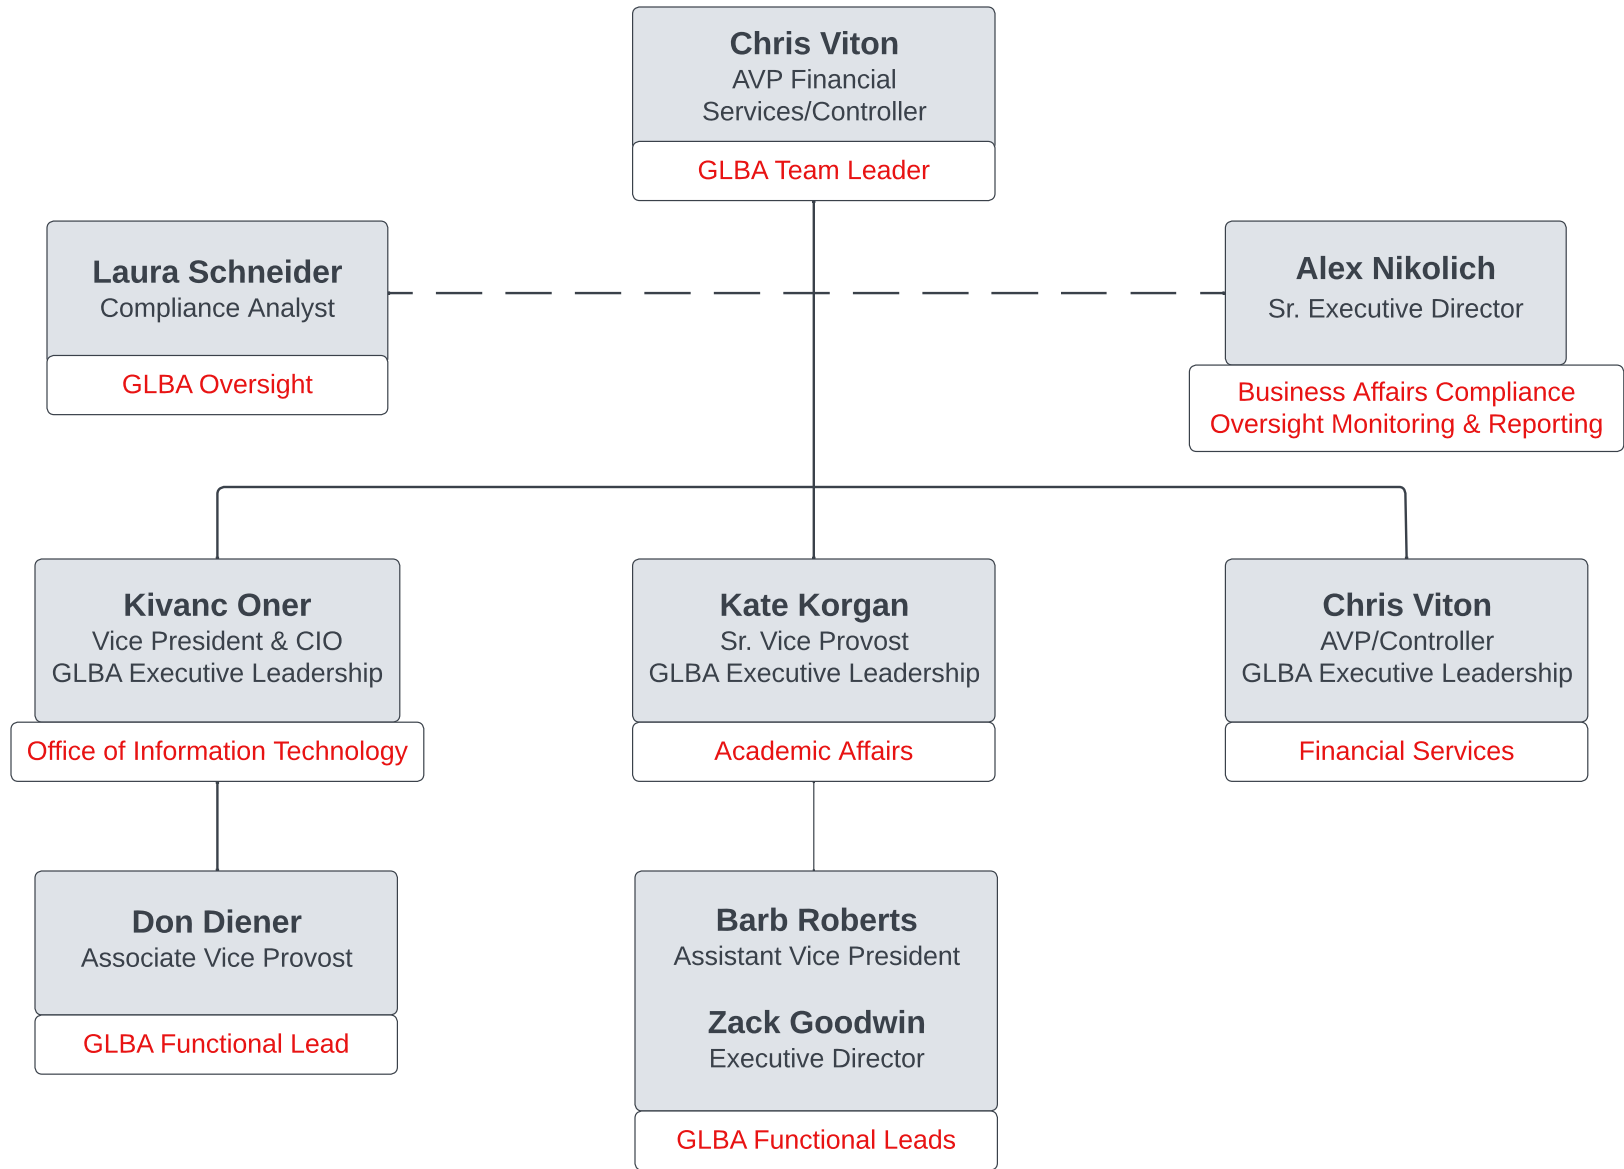 Chris Viton
AVP Financial
Services/Controller
GLBA Team Leader
Laura Schneider
Compliance Analyst
GLBA Oversight
Alex Nikolich
Sr. Executive Director
Business Affairs Compliance
Oversight Monitoring & Reporting
Kivanc Oner
Vice President & CIO
GLBA Executive Leadership
Office of Information Technology
Kate Korgan
Sr. Vice Provost
GLBA Executive Leadership
Academic Affairs
Chris Viton
AVP/Controller
GLBA Executive Leadership
Financial Services
Don Diener
Associate Vice Provost
GLBA Functional Lead
Barb Roberts
Assistant Vice President
Zack Goodwin
Executive Director
GLBA Functional Leads